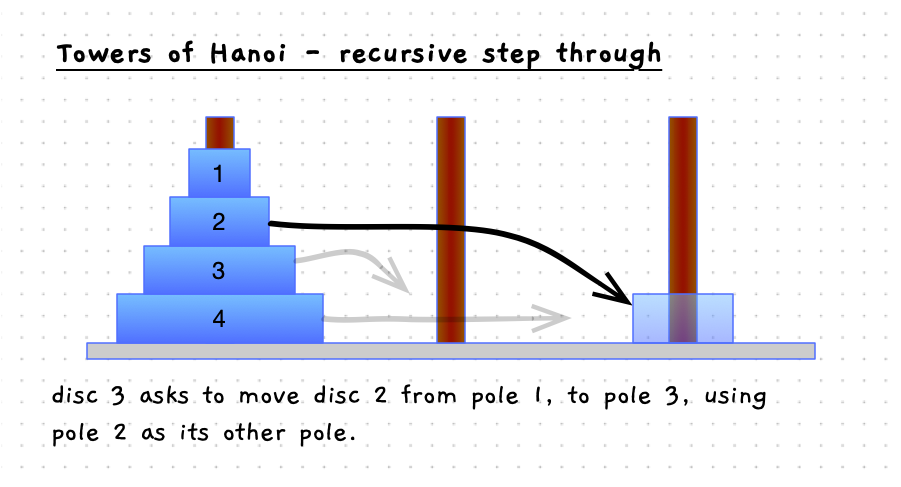 Towers of Hanoi - recursive step through
1
2
3
4
disc 3 asks to move disc 2 from pole 1, to pole 3, using
pole 2 as its other pole.